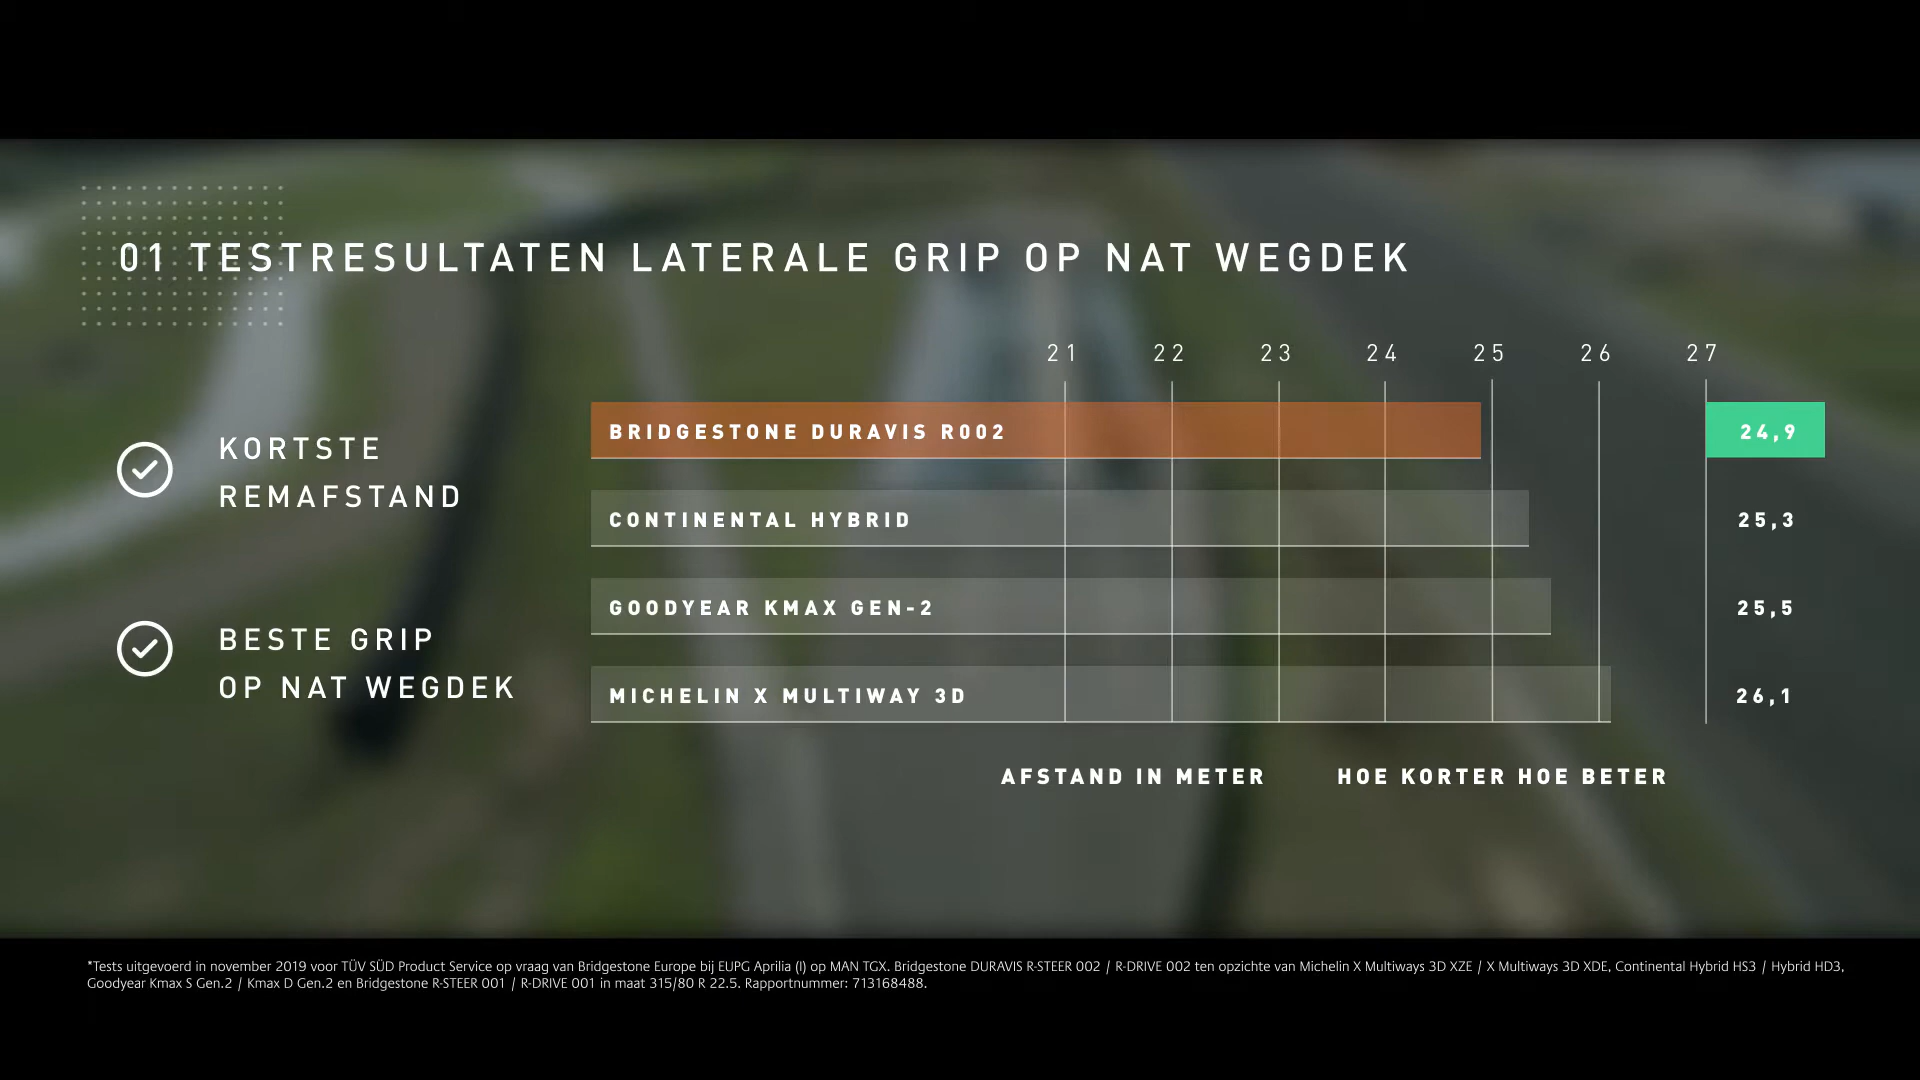 01 TESTRESULTATEN LATERALE GRIP OP NAT WEGDEK
21 22 23 24 25 26 27
KORTSTE
REMAFSTAND
BESTE GRIP
OP NAT WEGDEK
BRIDGESTONE DURAVIS R002 24,9
CONTINENTAL HYBRID 25,3
GOODYEAR KMAX GEN-2 25,5
MICHELIN X MULTIWAY 3D 26,1
AFSTAND IN METER HOE KORTER HOE BETER
*Tests uitgevoerd in november 2019 voor TÜV SÜD Product Service op vraag van Bridgestone Europe bij EUPG Aprilia (I) op MAN TGX. Bridgestone DURAVIS R-STEER 002 / R-DRIVE 002 ten opzichte van Michelin X Multiways 3D XZE / X Multiways 3D XDE, Continental Hybrid HS3 / Hybrid HD3,
Goodyear Kmax S Gen.2 / Kmax D Gen.2 en Bridgestone R-STEER 001 / R-DRIVE 001 in maat 315/80 R 22.5. Rapportnummer: 713168488.